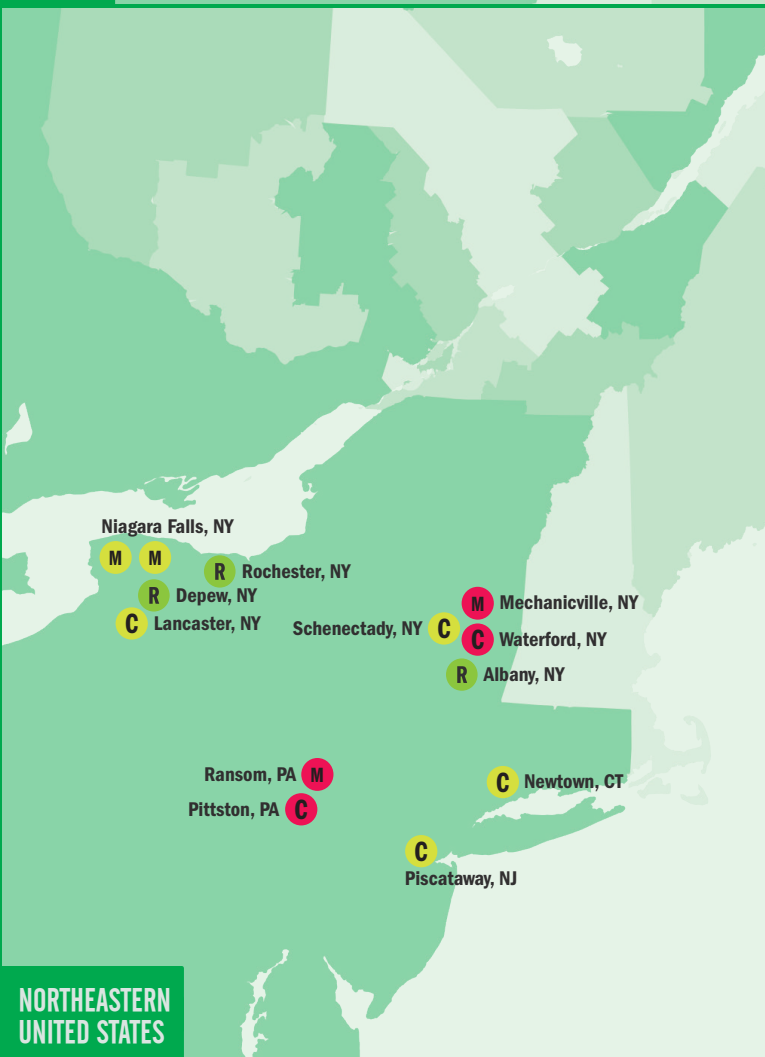 Niagara Falls, NY
M M
R Rochester, NY
R Depew, NY
C Lancaster, NY
M Mechanicville, NY
Schenectady, NY C
C Waterford, NY
R Albany, NY
Ransom, PA M
Pittston, PA C
C Newtown, CT
C
Piscataway, NJ
NORTHEASTERN
UNITED STATES